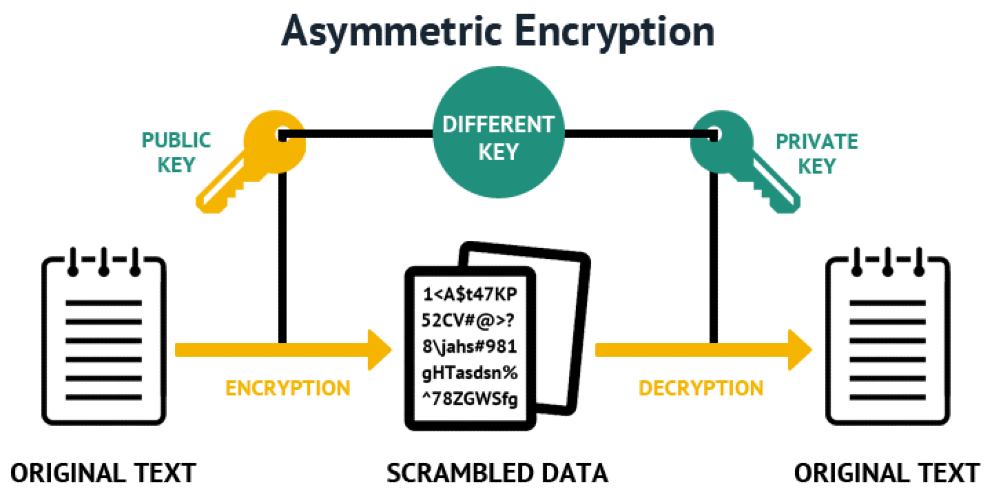 Asymmetric Encryption
PUBLIC
KEY
DIFFERENT
KEY
PRIVATE
KEY
1<A$t47KP
52CV#@>?
8\jahs#981
gHTasdsn%
^78ZGWSfg
ENCRYPTION
DECRYPTION
ORIGINAL TEXT
SCRAMBLED DATA
ORIGINAL TEXT